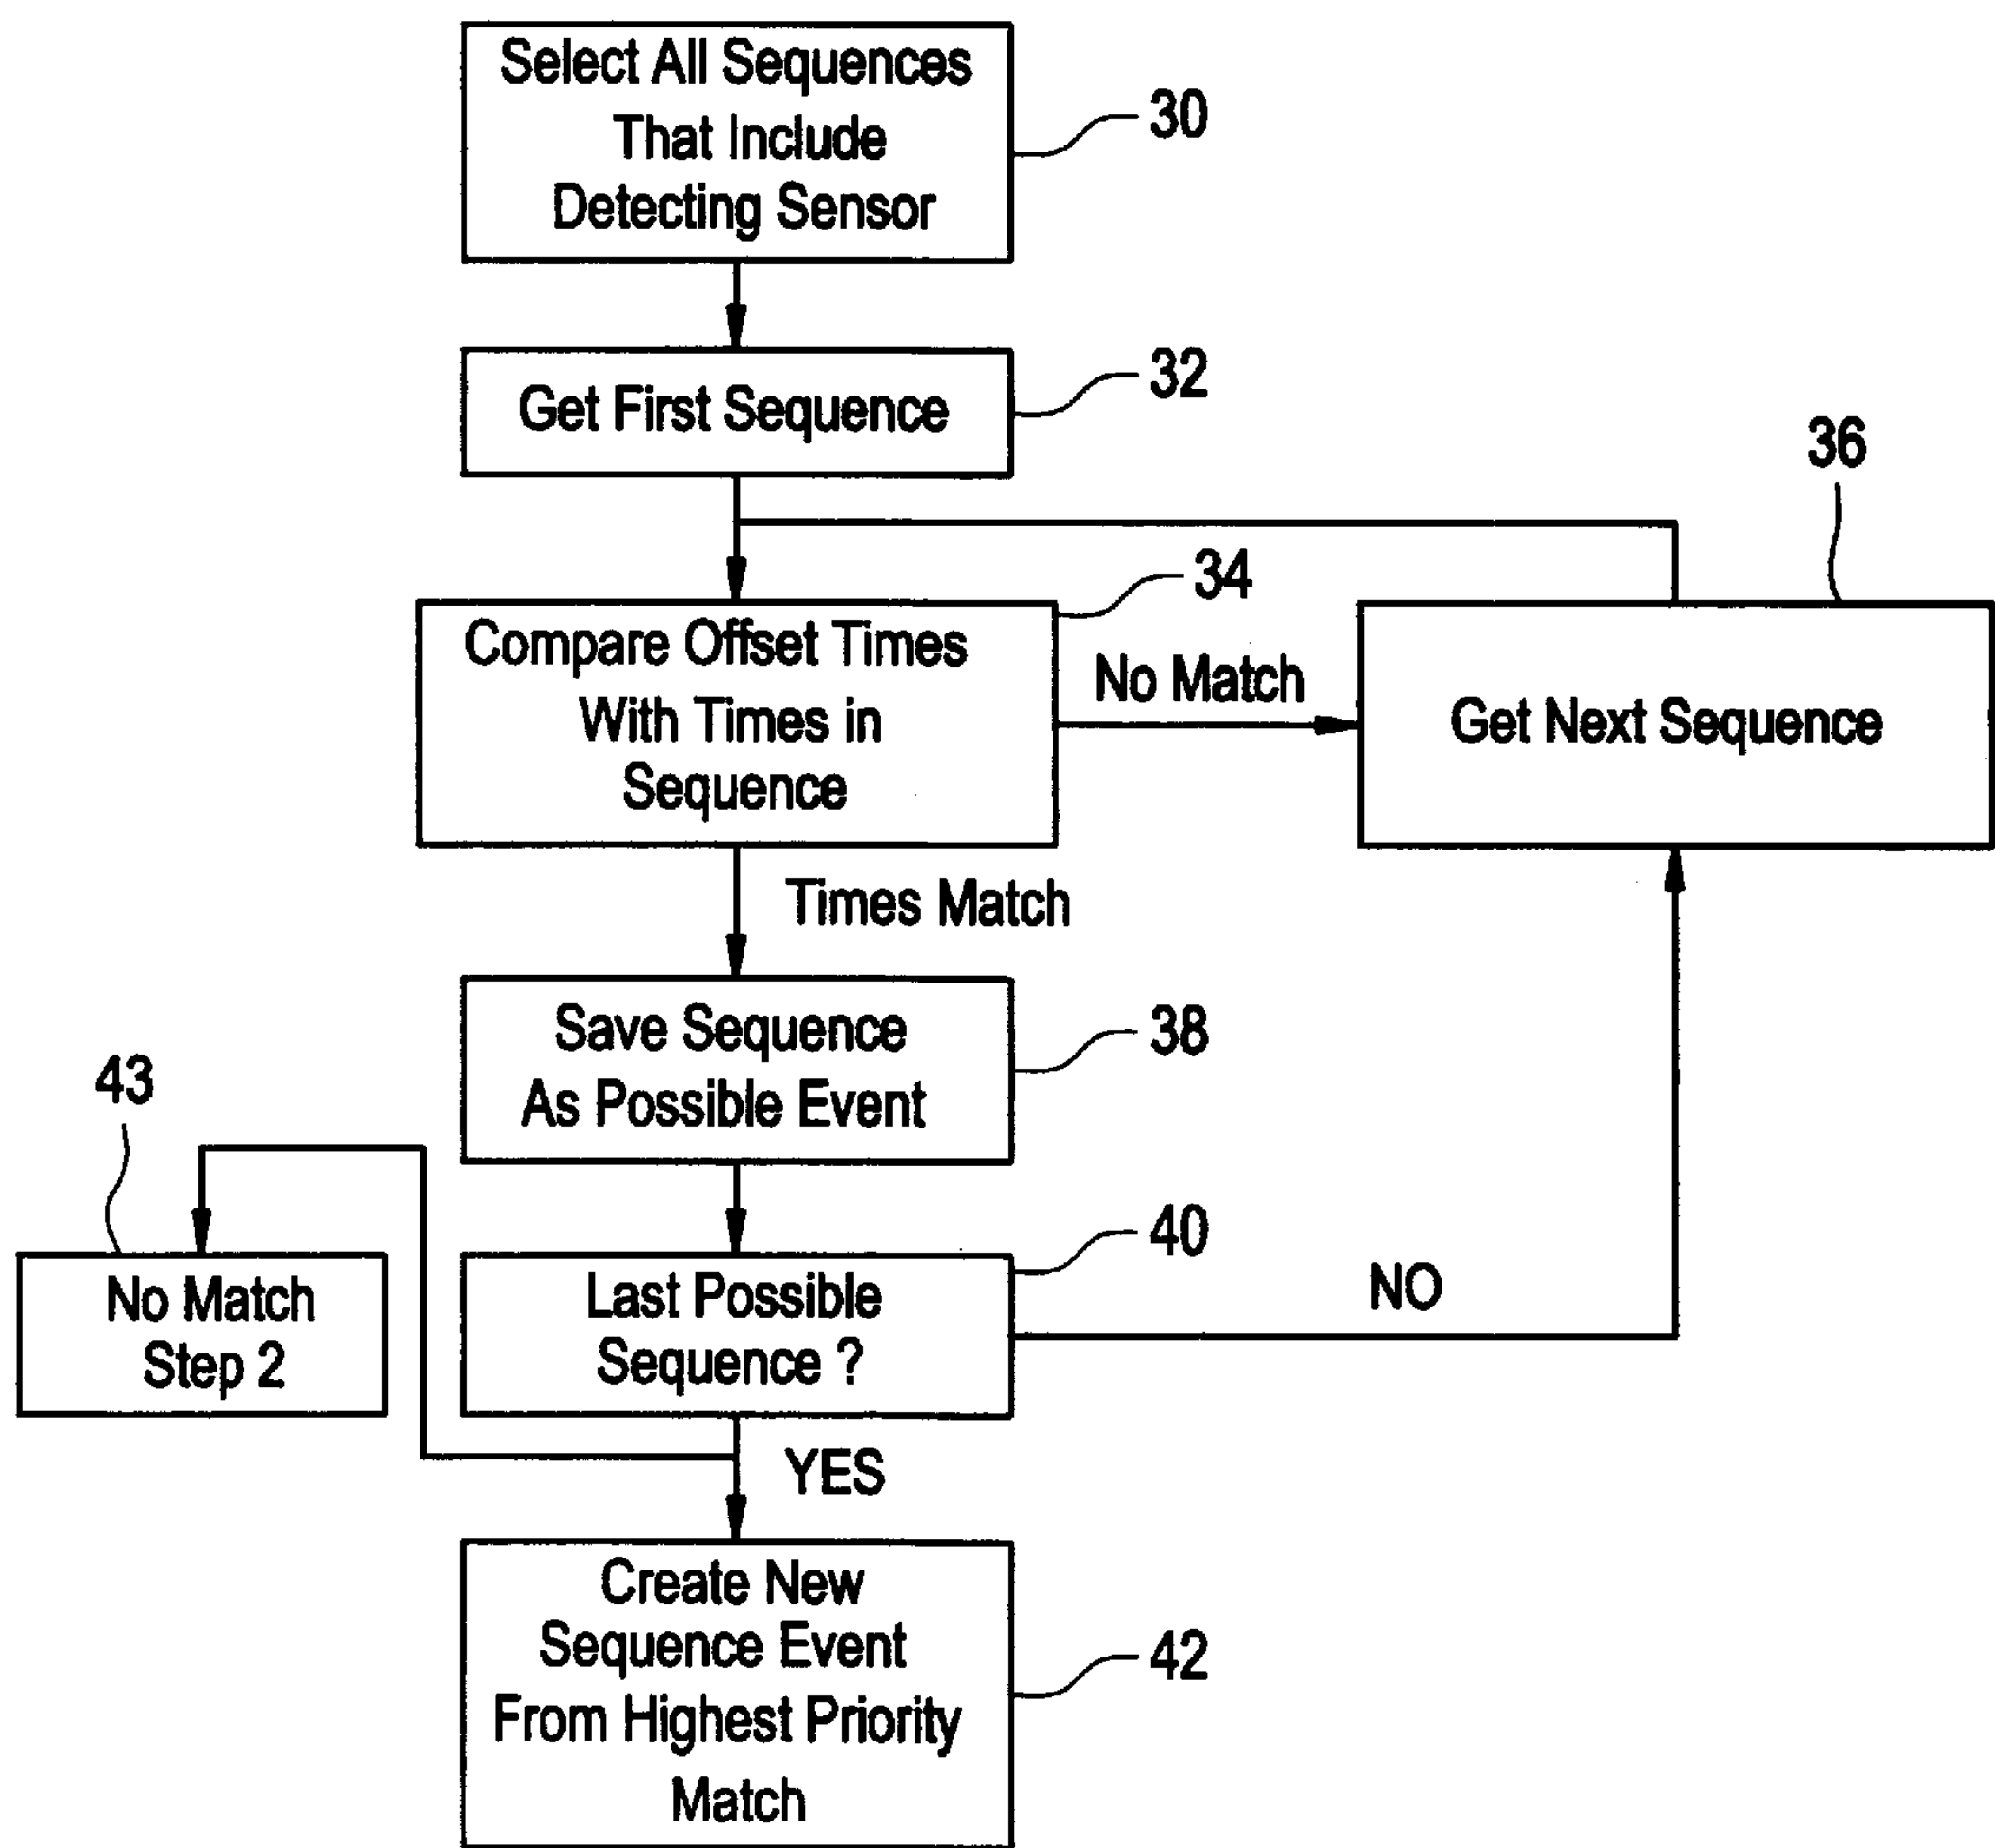 Select All Sequences
That Include
Detecting Sensor
30
Get First Sequence
32
36
34
Compare Offset Times
With Times in
Sequence
No Match
Get Next Sequence
Times Match
Save Sequence
As Possible Event
38
43
40
No Match
Step 2
Last Possible
Sequence ?
NO
YES
Create New
Sequence Event
From Highest Priority
Match
42